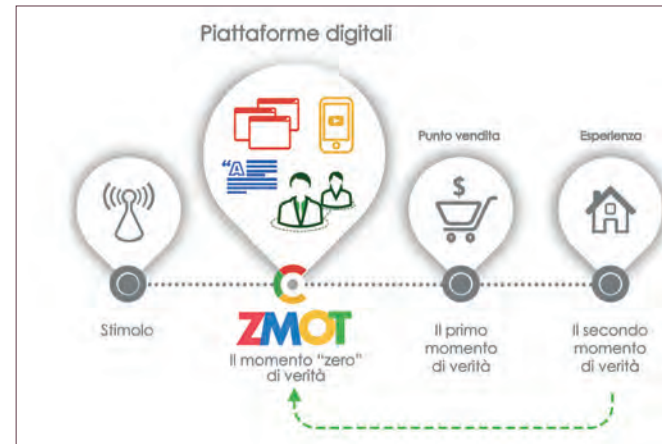 Piattaforme digitali
“A
Punto vendita
Esperienza
$
Stimolo
ZMOT
Il momento “zero”
di verità
Il primo
momento
di verità
Il secondo
momento
di verità